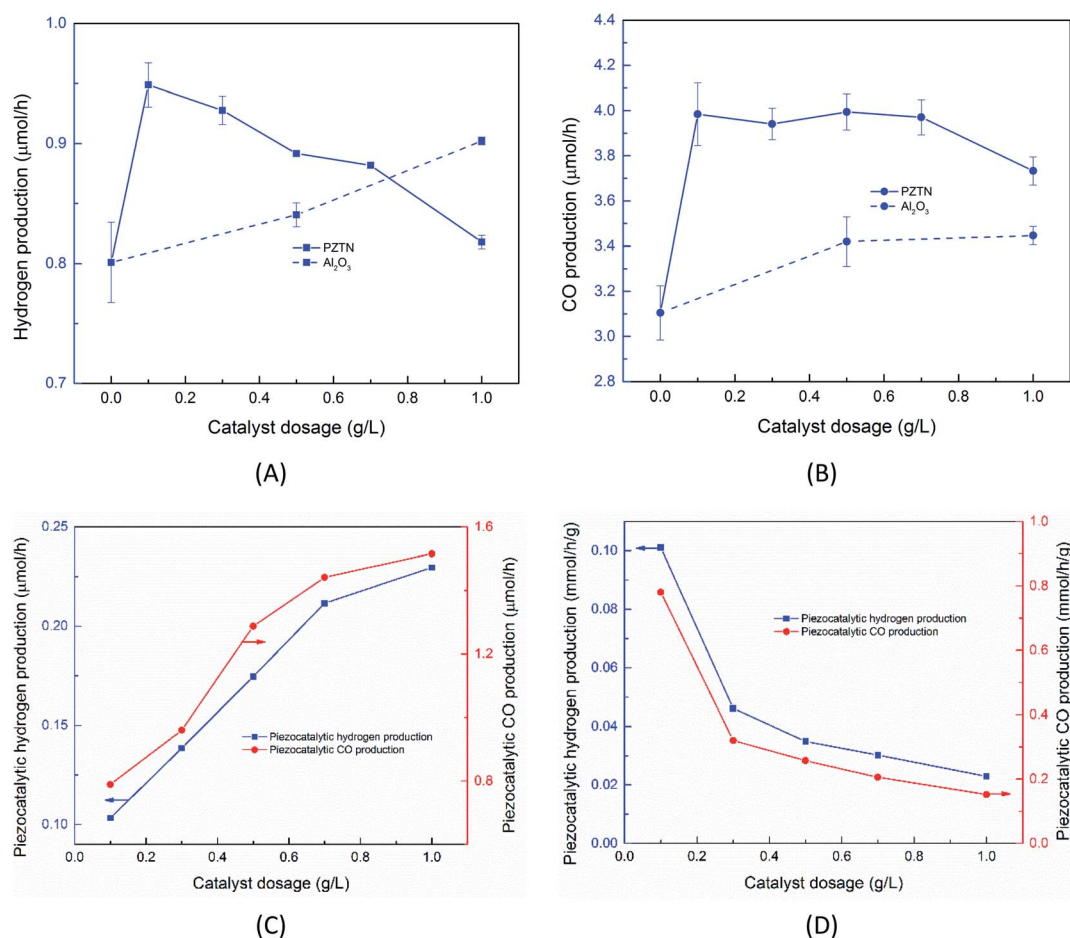 1.0
0.9
0.8
0.7
Hydrogen production (μmol/h)
PZTN
Al₂O₃
0.0 0.2 0.4 0.6 0.8 1.0
Catalyst dosage (g/L)
(A)
4.4
4.2
4.0
3.8
3.6
3.4
3.2
3.0
2.8
CO production (μmol/h)
PZTN
Al₂O₃
0.0 0.2 0.4 0.6 0.8 1.0
Catalyst dosage (g/L)
(B)
0.25
0.20
0.15
0.10
Piezocatalytic hydrogen production (μmol/h)
1.6
1.2
0.8
Piezocatalytic CO production (μmol/h)
Piezocatalytic hydrogen production
Piezocatalytic CO production
0.0 0.2 0.4 0.6 0.8 1.0
Catalyst dosage (g/L)
(C)
0.10
0.08
0.06
0.04
0.02
0.00
Piezocatalytic hydrogen production (mmol/h/g)
1.0
0.8
0.6
0.4
0.2
0.0
Piezocatalytic CO production (mmol/h/g)
Piezocatalytic hydrogen production
Piezocatalytic CO production
0.0 0.2 0.4 0.6 0.8 1.0
Catalyst dosage (g/L)
(D)